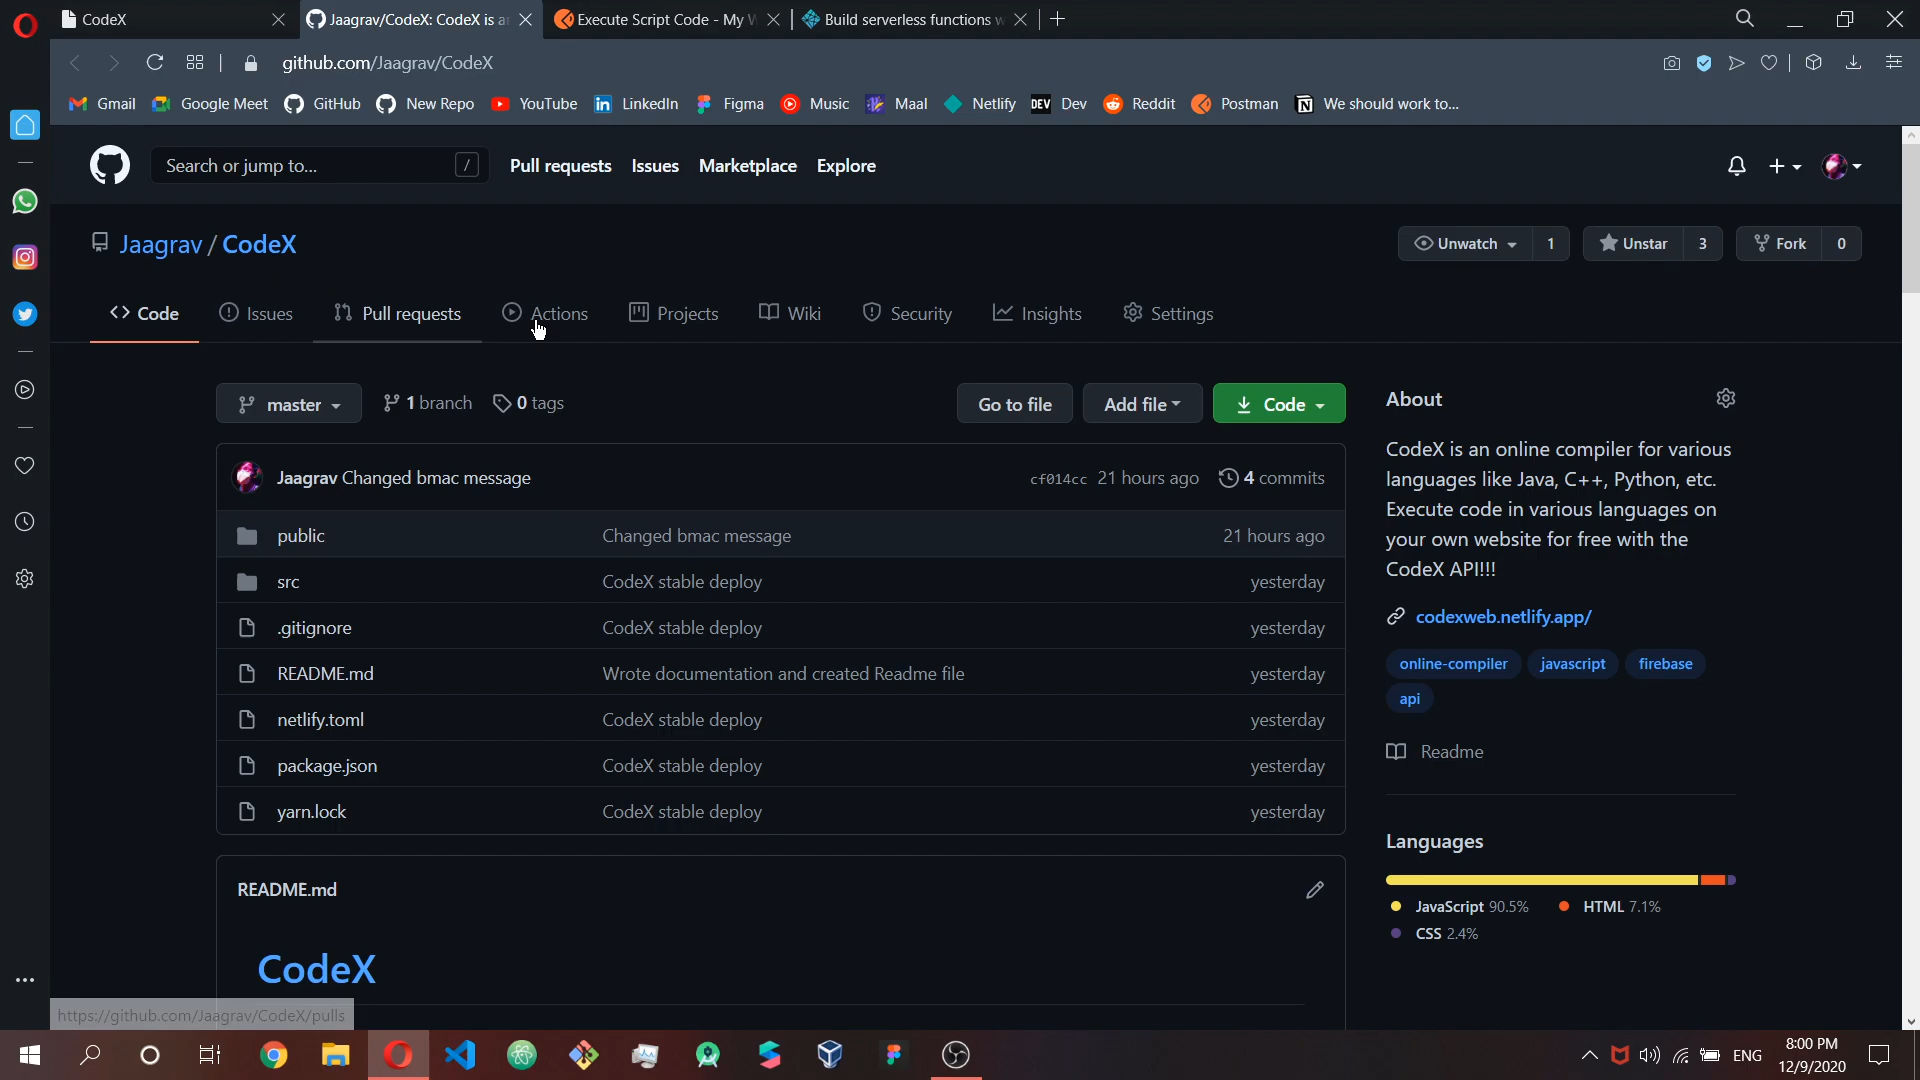 CodeX
Jaagrav/CodeX: CodeX is a
Execute Script Code - My W
Build serverless functions w
github.com/Jaagrav/CodeX
Gmail
Google Meet
GitHub
New Repo
YouTube
LinkedIn
Figma
Music
Maal
Netlify
DEV Dev
Reddit
Postman
We should work to...
Search or jump to...
/
Pull requests
Issues
Marketplace
Explore
Jaagrav / CodeX
Unwatch 1
Unstar 3
Fork 0
<> Code
Issues
Pull requests
Actions
Projects
Wiki
Security
Insights
Settings
master
1 branch
0 tags
Go to file
Add file
Code
Jaagrav Changed bmac message
cf014cc 21 hours ago
4 commits
public Changed bmac message 21 hours ago
src CodeX stable deploy yesterday
.gitignore CodeX stable deploy yesterday
README.md Wrote documentation and created Readme file yesterday
netlify.toml CodeX stable deploy yesterday
package.json CodeX stable deploy yesterday
yarn.lock CodeX stable deploy yesterday
README.md
CodeX
About
CodeX is an online compiler for various
languages like Java, C++, Python, etc.
Execute code in various languages on
your own website for free with the
CodeX API!!!
codexweb.netlify.app/
online-compiler
javascript
firebase
api
Readme
Languages
JavaScript 90.5%
HTML 7.1%
CSS 2.4%
https://github.com/Jaagrav/CodeX/pulls
ENG
8:00 PM
12/9/2020